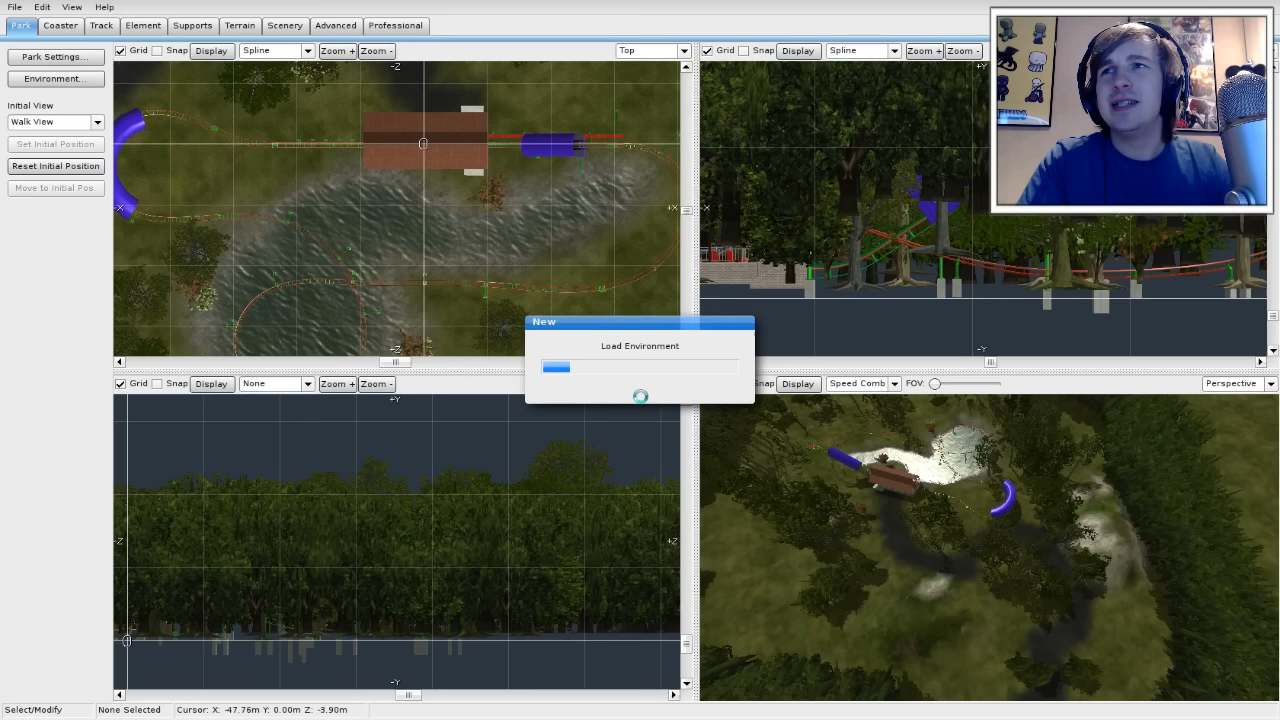 File Edit View Help
Park Coaster Track Element Supports Terrain Scenery Advanced Professional
Park Settings...
Environment...
Initial View
Walk View
Set Initial Position
Reset Initial Position
Move to Initial Pos.
Grid Snap Display Spline Zoom + Zoom - Top
-Z
-X +X
+Z
Grid Snap Display Spline Zoom + Zoom -
+Y
-X
-Y
New
Load Environment
Grid Snap Display None Zoom + Zoom -
+Y
-Z +Z
-Y
Snap Display Speed Comb FOV: Perspective
Select/Modify None Selected Cursor: X: -47.76m Y: 0.00m Z: -3.90m